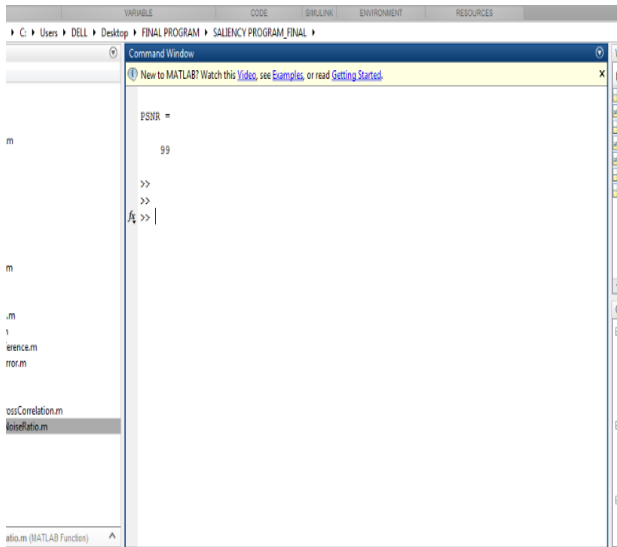 VARIABLE CODE SIMULINK ENVIRONMENT RESOURCES
C: Users DELL Desktop FINAL PROGRAM SALIENCY PROGRAM_FINAL
Command Window
New to MATLAB? Watch this Video, see Examples, or read Getting Started. x
PSNR =
99
>>
>>
fx >>
m
m
.m
erence.m
rror.m
rossCorrelation.m
NoiseRatio.m
atio.m (MATLAB Function)